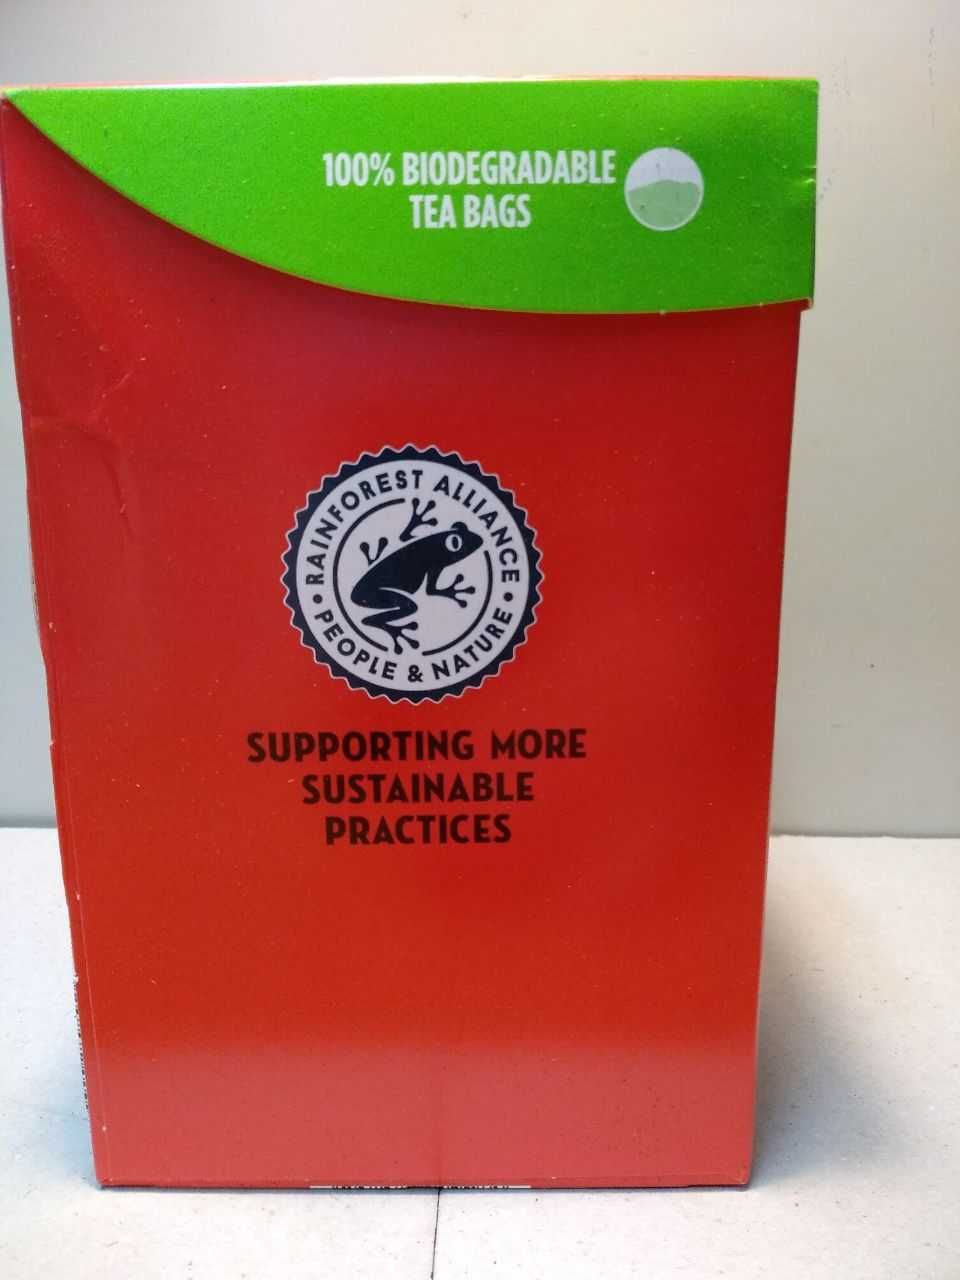 100% BIODEGRADABLE
TEA BAGS
RAINFOREST ALLIANCE
PEOPLE & NATURE
SUPPORTING MORE
SUSTAINABLE
PRACTICES